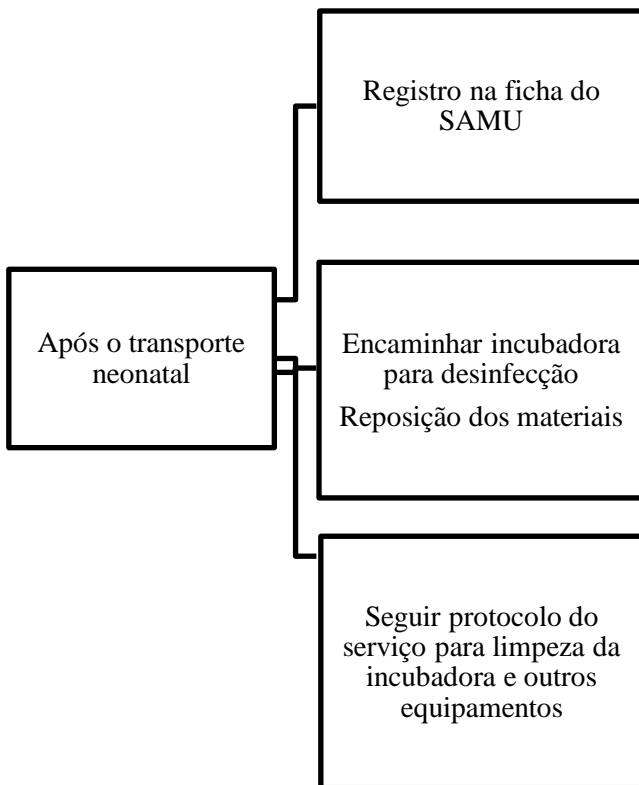 Registro na ficha do
SAMU
Após o transporte
neonatal
Encaminhar incubadora
para desinfecção
Reposição dos materiais
Seguir protocolo do
serviço para limpeza da
incubadora e outros
equipamentos